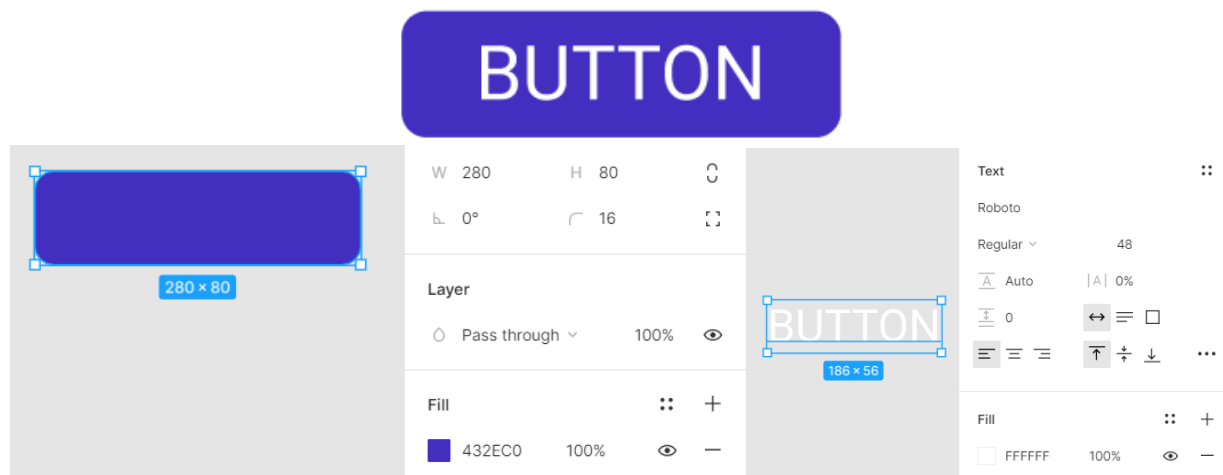 BUTTON
280 × 80
W 280 H 80
0° 16
Layer
Pass through 100%
Fill
432EC0 100%
BUTTON
186 × 56
Text
Roboto
Regular 48
A Auto |A| 0%
0
Fill
FFFFFF 100%